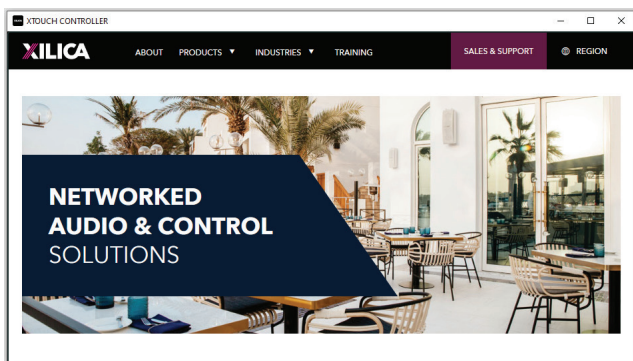 XTOUCH CONTROLLER
XILICA ABOUT PRODUCTS ▼ INDUSTRIES ▼ TRAINING SALES & SUPPORT REGION
NETWORKED
AUDIO & CONTROL
SOLUTIONS